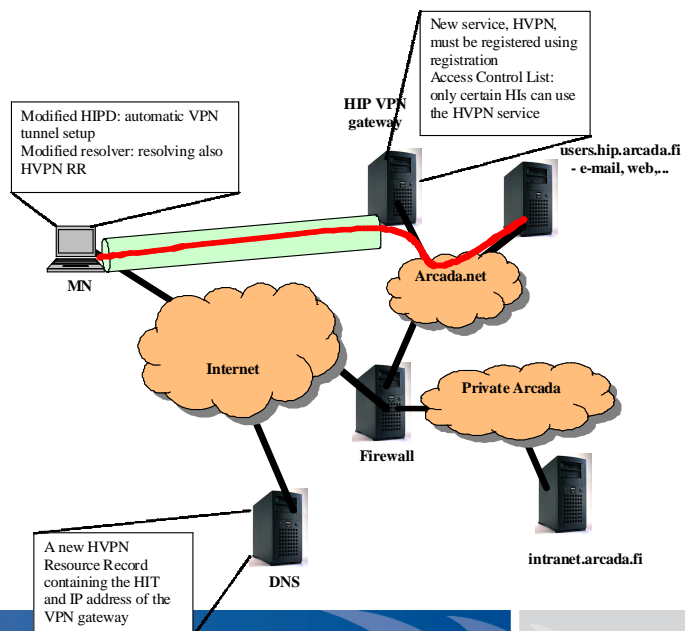 New service, HVPN,
must be registered using
registration
Access Control List:
only certain HIs can use
the HVPN service
HIP VPN
gateway
Modified HIPD: automatic VPN
tunnel setup
Modified resolver: resolving also
HVPN RR
users.hip.arcada.fi
- e-mail, web,...
MN
Arcada.net
Internet
Private Arcada
Firewall
intranet.arcada.fi
DNS
A new HVPN
Resource Record
containing the HIT
and IP address of the
VPN gateway